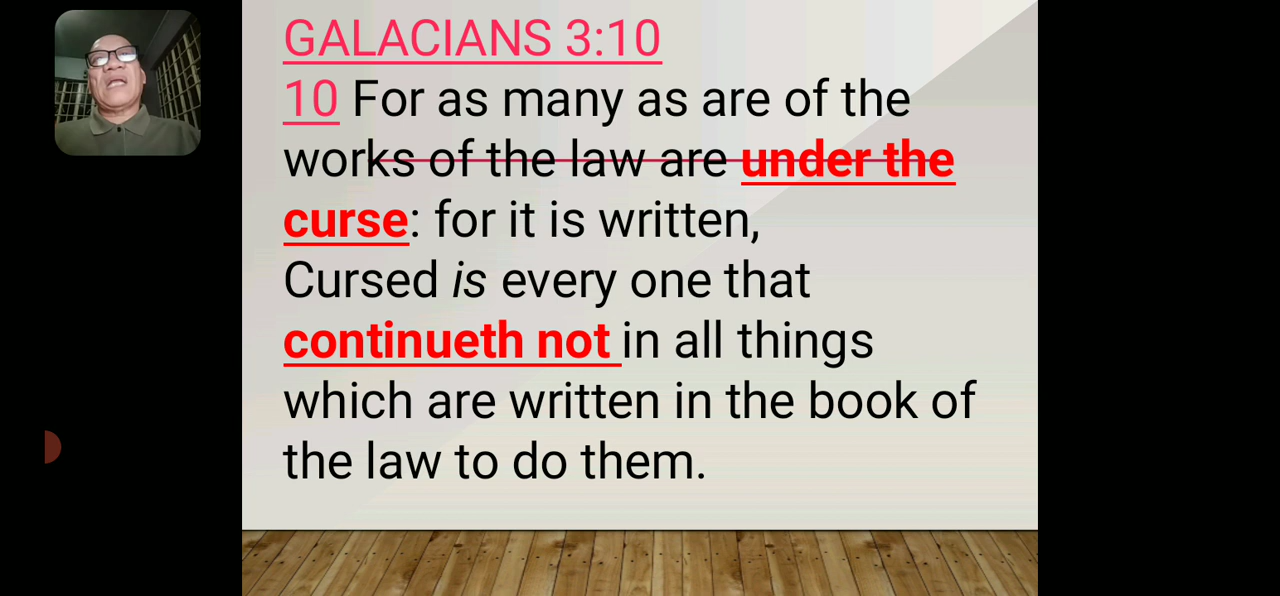 GALACIANS 3:10
10 For as many as are of the
works of the law are under the
curse: for it is written,
Cursed is every one that
continueth not in all things
which are written in the book of
the law to do them.